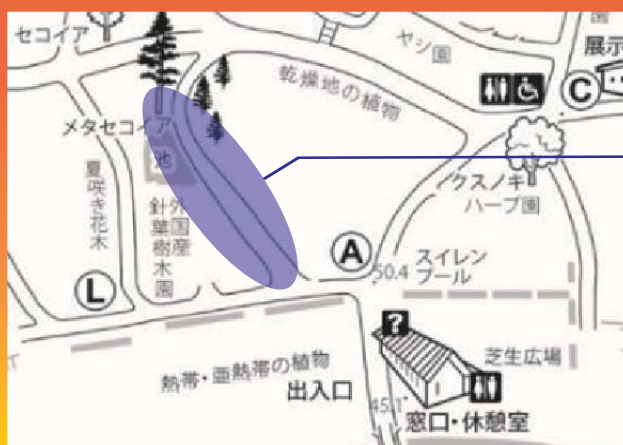 セコイア
園
ヤシ園
展示
乾燥地の植物
C
メタセコイア
池
夏咲き花木
外国産
針葉樹木園
クスノキ
ハーブ園
A
50.4
スイレン
プール
L
?
芝生広場
熱帯・亜熱帯の植物
出入口
45.1
窓口・休憩室